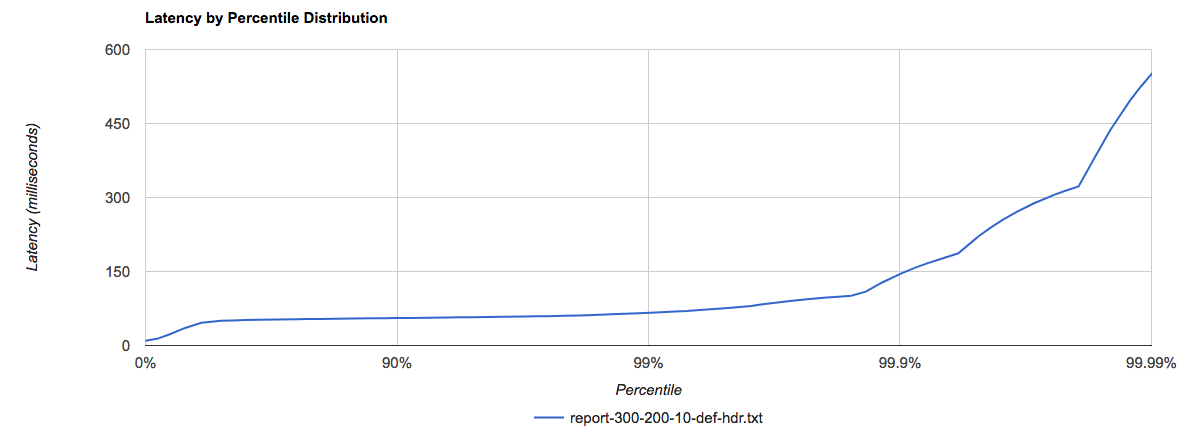 Latency by Percentile Distribution
600
450
300
150
0
Latency (milliseconds)
0% 90% 99% 99.9% 99.99%
Percentile
report-300-200-10-def-hdr.txt